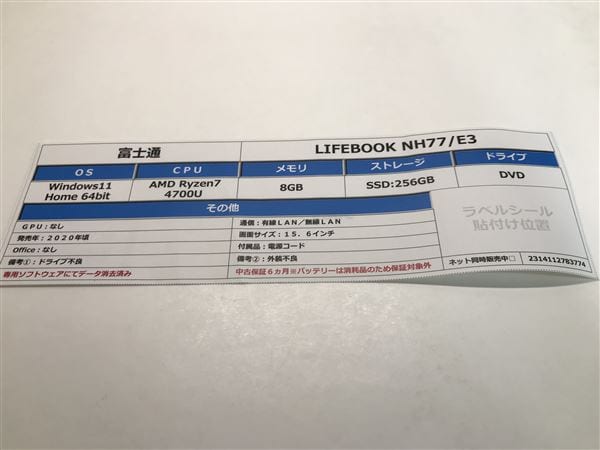 富士通 LIFEBOOK NH77/E3
OS CPU メモリ ストレージ ドライブ
Windows11 Home 64bit AMD Ryzen7 4700U 8GB SSD:256GB DVD
その他
GPU：なし 通信：有線LAN／無線LAN
発売年：2020年頃 画面サイズ：15．6インチ
Office：なし 付属品：電源コード
備考①：ドライブ不良 備考②：外装不良
専用ソフトウェアにてデータ消去済み 中古保証6カ月※バッテリーは消耗品のため保証対象外
ラベルシール
貼付け位置
ネット同時販売中□ 2314112783774